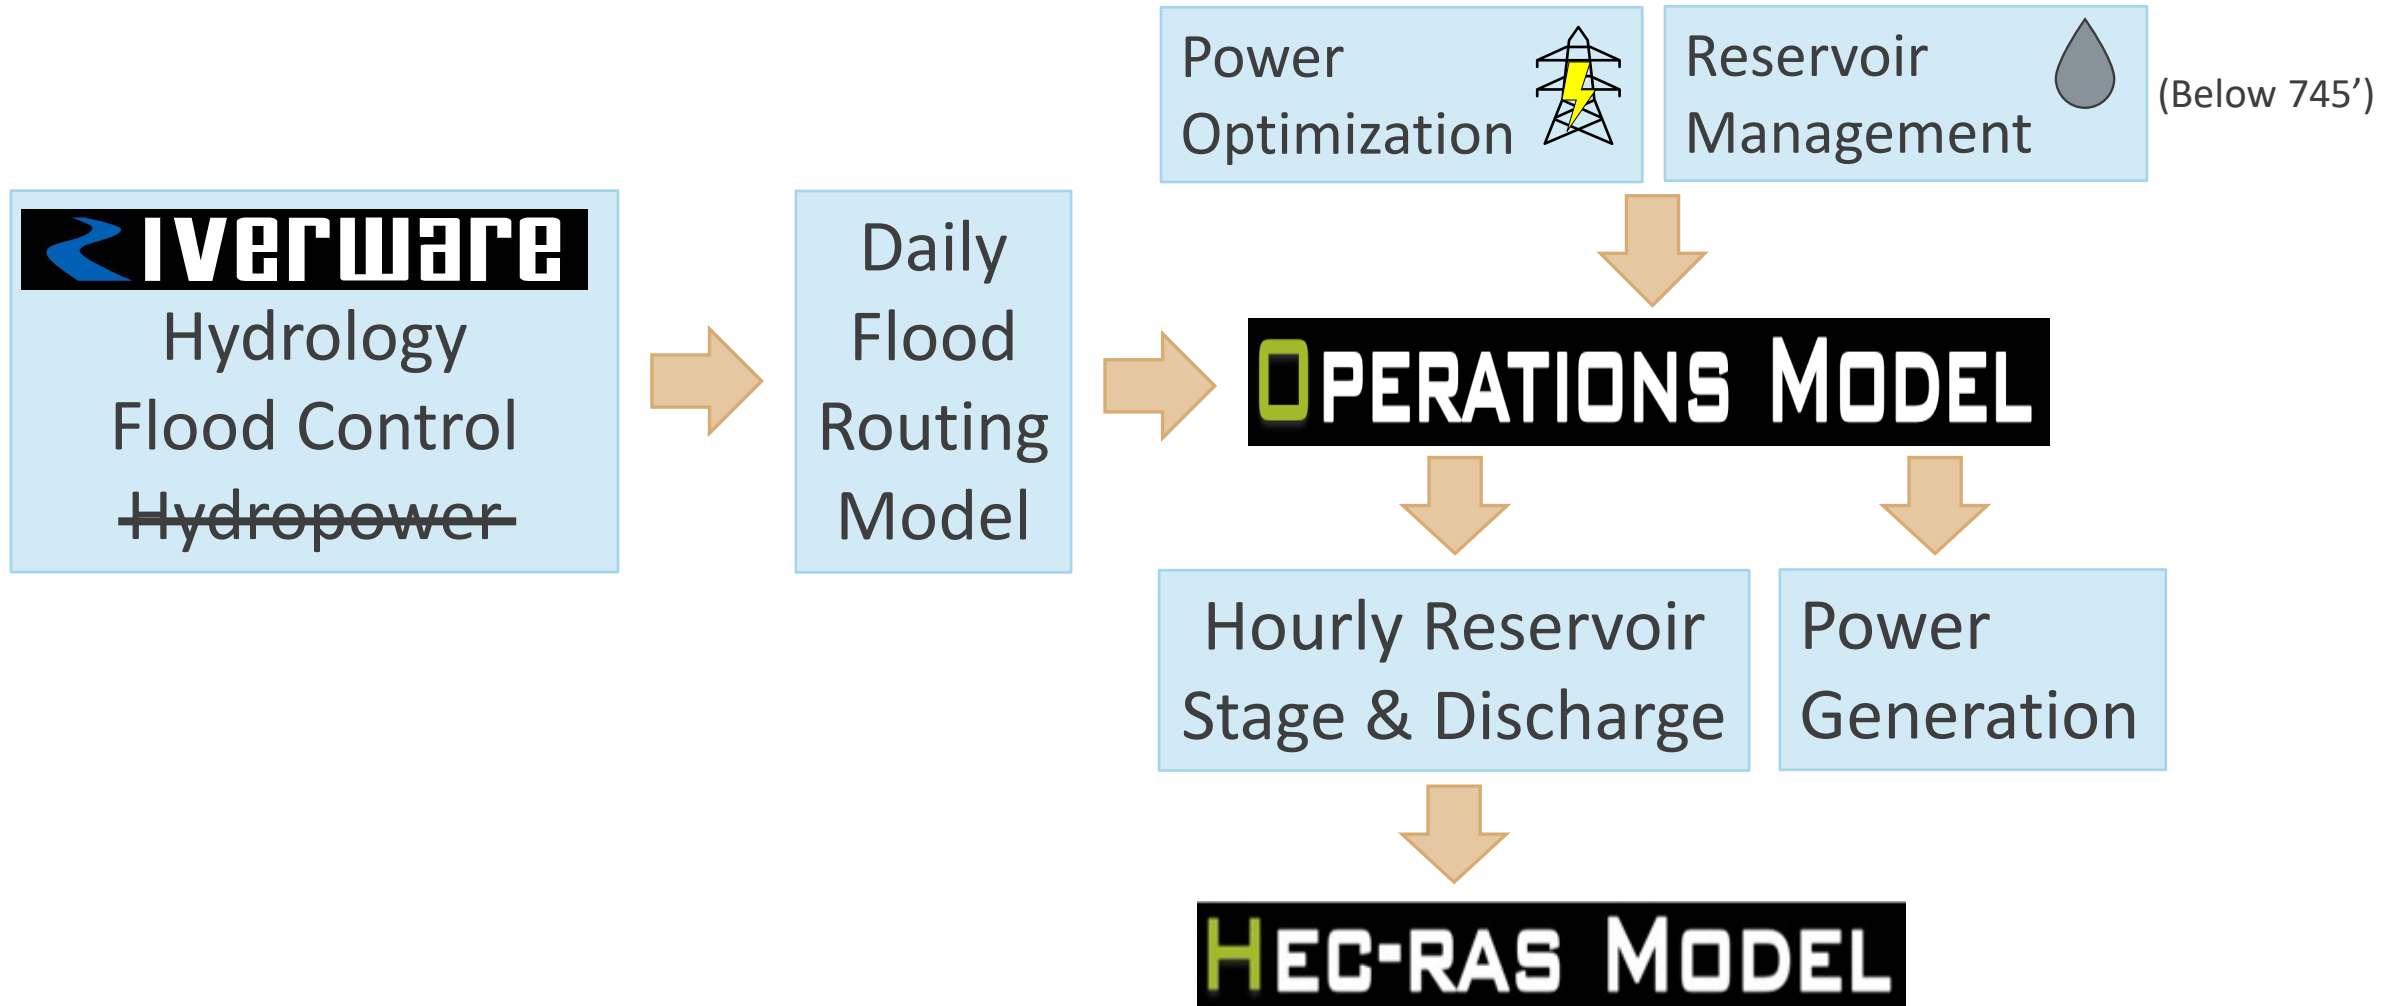 Power
Optimization
Reservoir
Management
(Below 745’)
Riverware
Hydrology
Flood Control
Hydropower
Daily
Flood
Routing
Model
Operations Model
Hourly Reservoir
Stage & Discharge
Power
Generation
Hec-ras Model